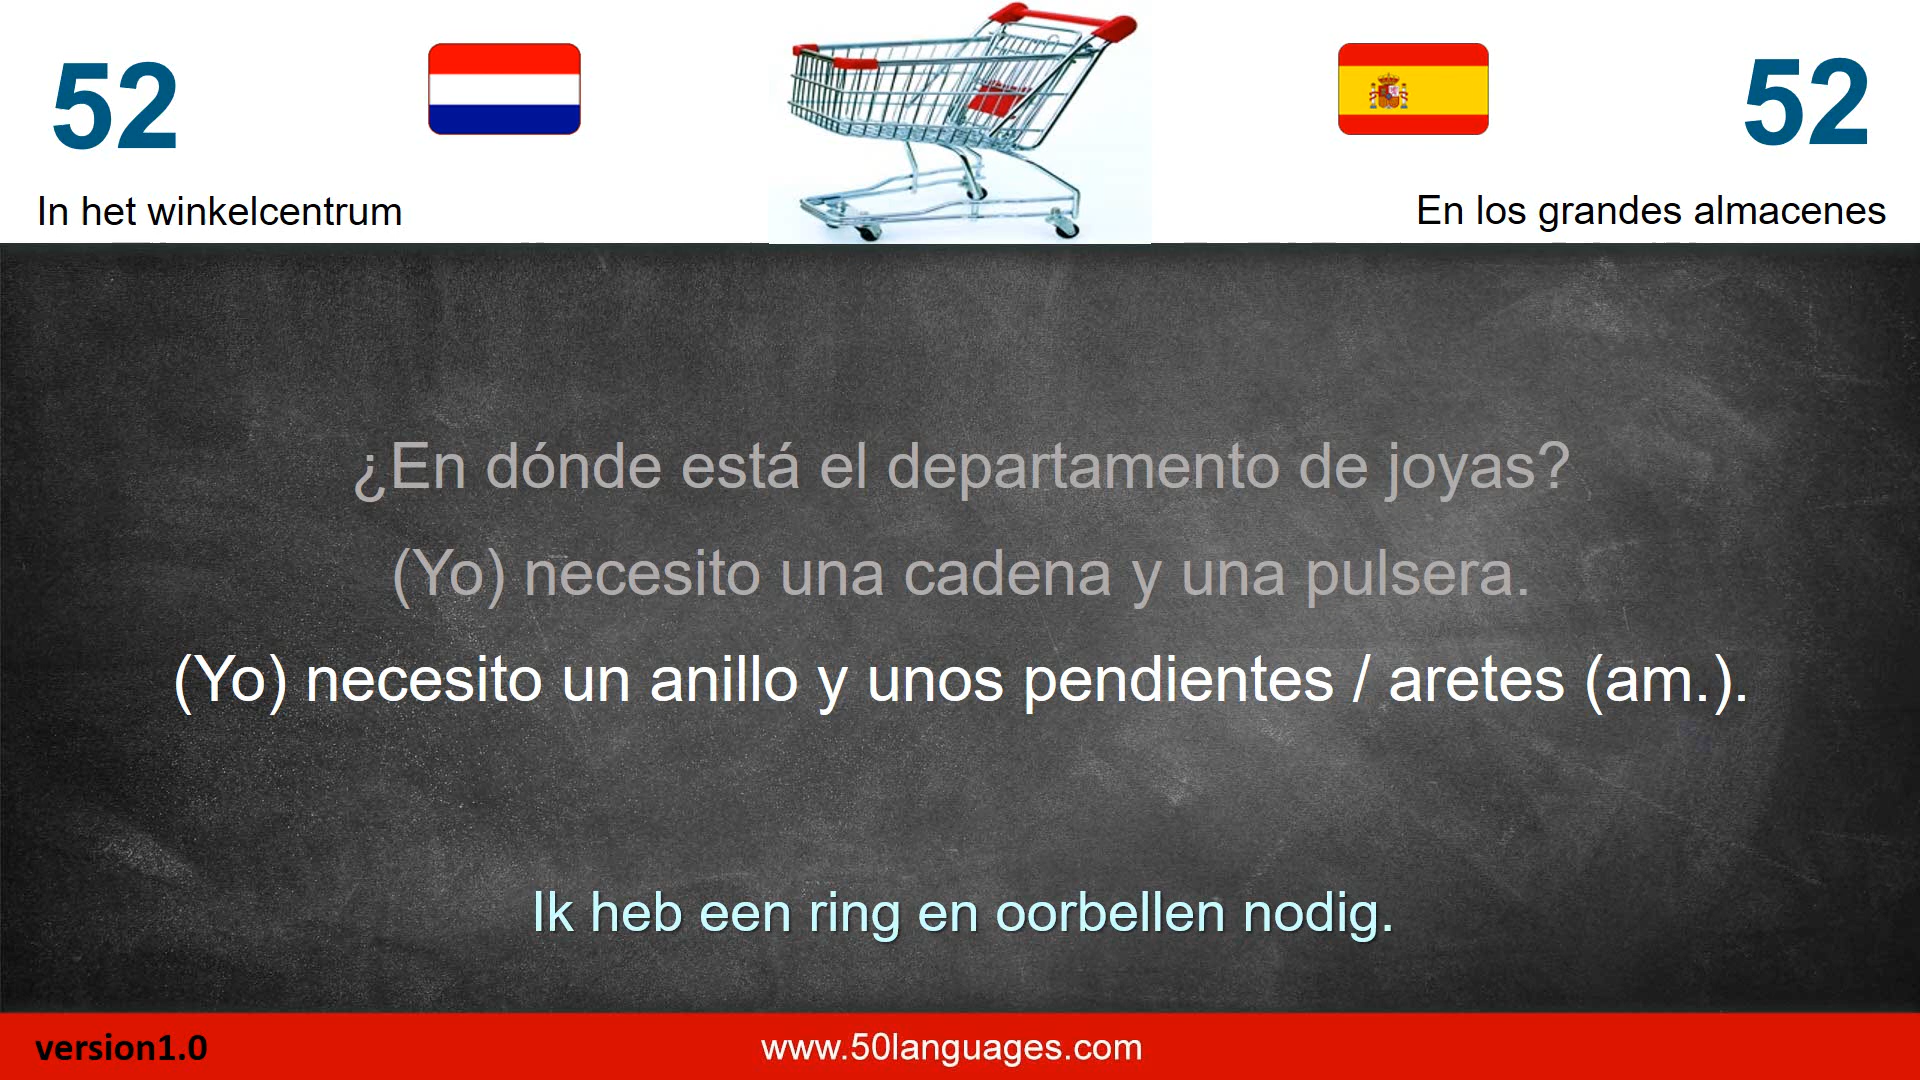 52
52
In het winkelcentrum
En los grandes almacenes
¿En dónde está el departamento de joyas?
(Yo) necesito una cadena y una pulsera.
(Yo) necesito un anillo y unos pendientes / aretes (am.).
Ik heb een ring en oorbellen nodig.
version1.0
www.50languages.com